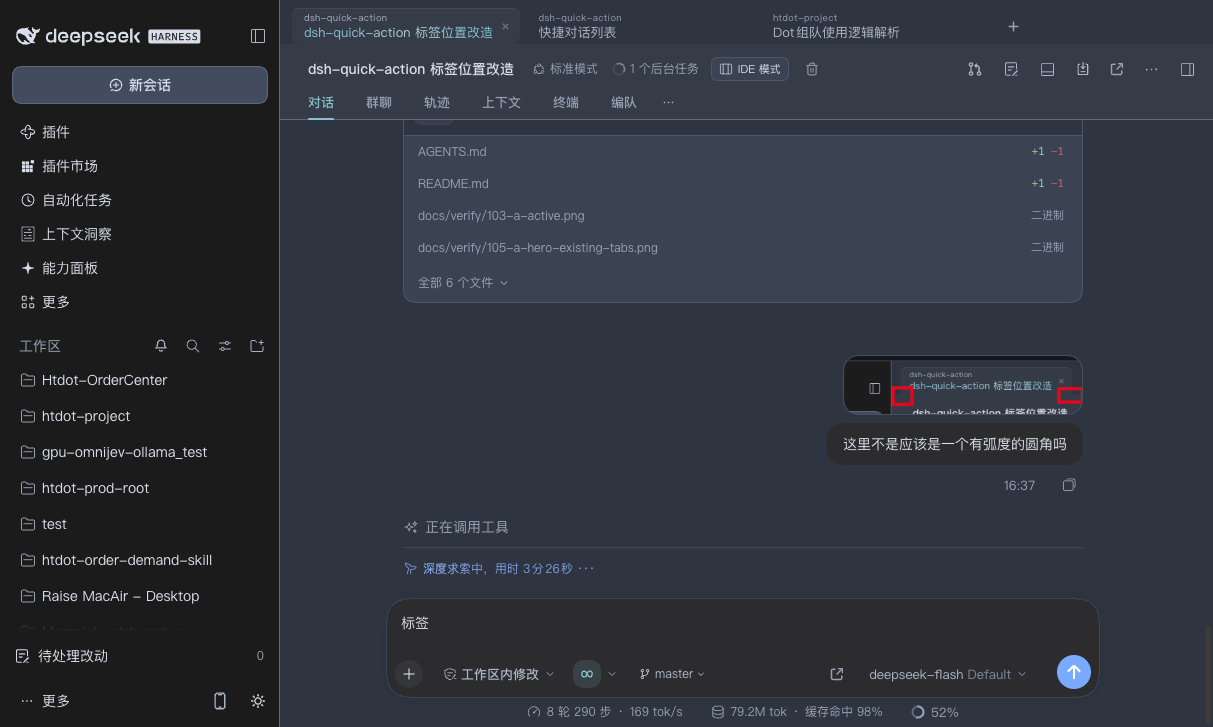 deepseek HARNESS
新会话
插件
插件市场
自动化任务
上下文洞察
能力面板
更多
工作区
Htdot-OrderCenter
htdot-project
gpu-omnijev-ollama_test
htdot-prod-root
test
htdot-order-demand-skill
Raise MacAir - Desktop
待处理改动 0
更多
dsh-quick-action
dsh-quick-action 标签位置改造 ×
dsh-quick-action
快捷对话列表
htdot-project
Dot组队使用逻辑解析
dsh-quick-action 标签位置改造 标准模式 1 个后台任务 IDE 模式
对话 群聊 轨迹 上下文 终端 编队 ···
AGENTS.md +1 -1
README.md +1 -1
docs/verify/103-a-active.png 二进制
docs/verify/105-a-hero-existing-tabs.png 二进制
全部 6 个文件
dsh-quick-action
dsh-quick-action 标签位置改造 ×
dsh-quick-action 标签位置改造
这里不是应该是一个有弧度的圆角吗
16:37
正在调用工具
深度求索中，用时 3分26秒 ···
标签
工作区内修改 master deepseek-flash Default
8 轮 290 步 · 169 tok/s 79.2M tok · 缓存命中 98% 52%